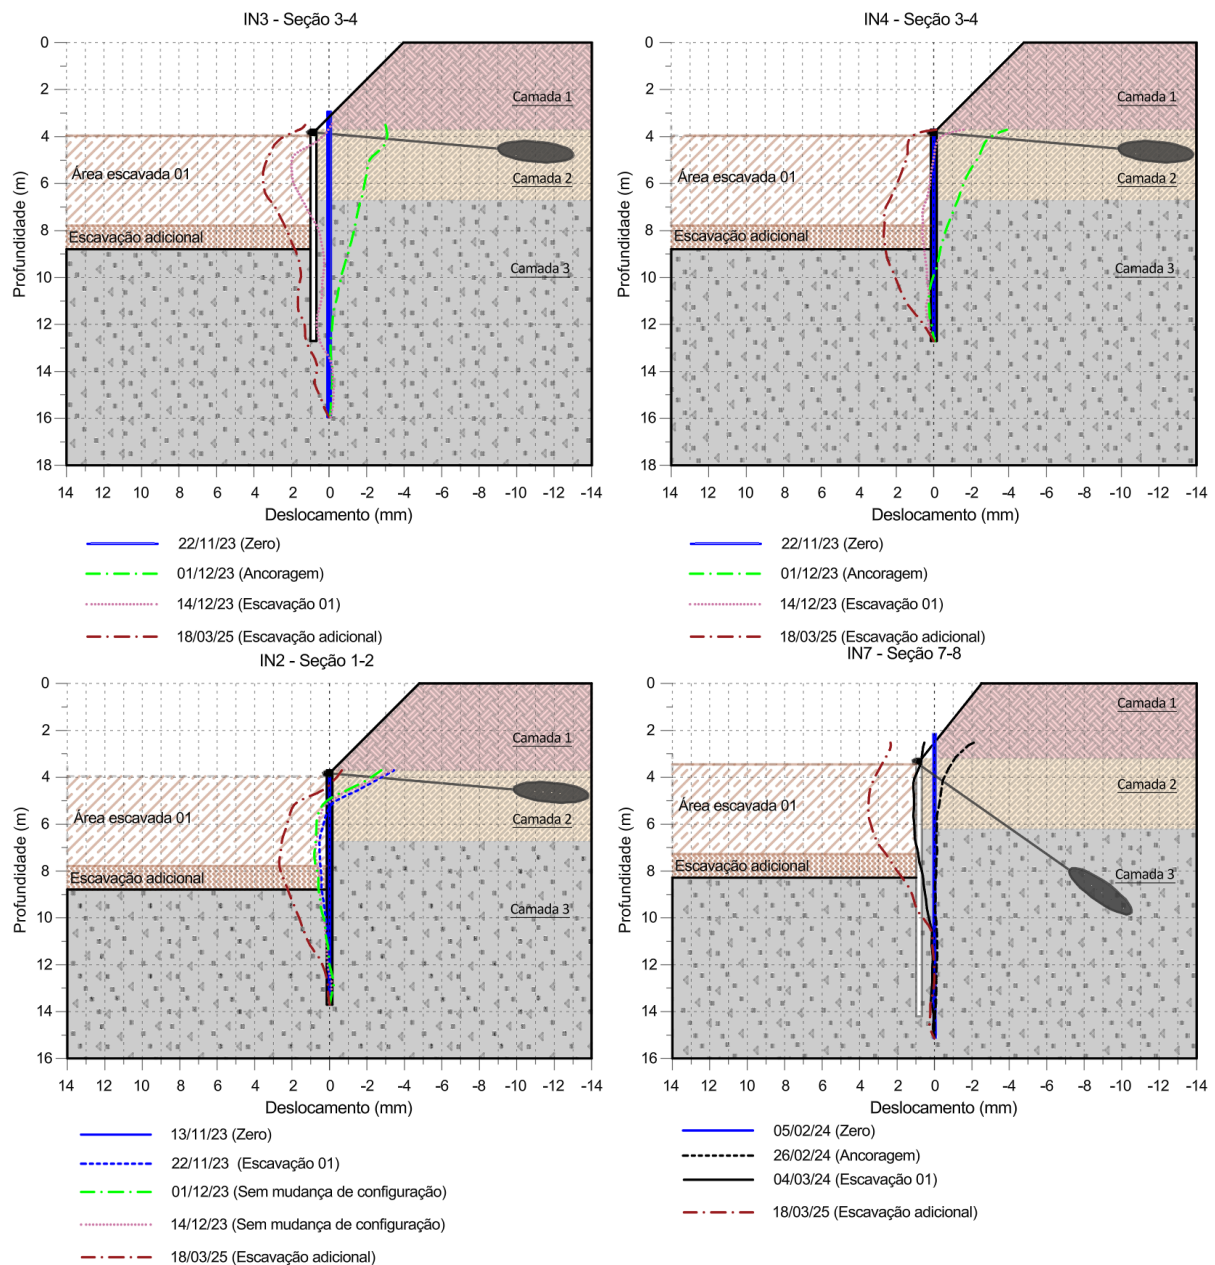 IN3 - Seção 3-4
0
2
4
6
8
10
12
14
16
18
Profundidade (m)
Camada 1
Camada 2
Camada 3
Área escavada 01
Escavação adicional
14 12 10 8 6 4 2 0 -2 -4 -6 -8 -10 -12 -14
Deslocamento (mm)
22/11/23 (Zero)
01/12/23 (Ancoragem)
14/12/23 (Escavação 01)
18/03/25 (Escavação adicional)
IN4 - Seção 3-4
0
2
4
6
8
10
12
14
16
18
Profundidade (m)
Camada 1
Camada 2
Camada 3
Área escavada 01
Escavação adicional
14 12 10 8 6 4 2 0 -2 -4 -6 -8 -10 -12 -14
Deslocamento (mm)
22/11/23 (Zero)
01/12/23 (Ancoragem)
14/12/23 (Escavação 01)
18/03/25 (Escavação adicional)
IN2 - Seção 1-2
0
2
4
6
8
10
12
14
16
Profundidade (m)
Camada 1
Camada 2
Camada 3
Área escavada 01
Escavação adicional
14 12 10 8 6 4 2 0 -2 -4 -6 -8 -10 -12 -14
Deslocamento (mm)
13/11/23 (Zero)
22/11/23 (Escavação 01)
01/12/23 (Sem mudança de configuração)
14/12/23 (Sem mudança de configuração)
18/03/25 (Escavação adicional)
IN7 - Seção 7-8
0
2
4
6
8
10
12
14
16
Profundidade (m)
Camada 1
Camada 2
Camada 3
Área escavada 01
Escavação adicional
14 12 10 8 6 4 2 0 -2 -4 -6 -8 -10 -12 -14
Deslocamento (mm)
05/02/24 (Zero)
26/02/24 (Ancoragem)
04/03/24 (Escavação 01)
18/03/25 (Escavação adicional)